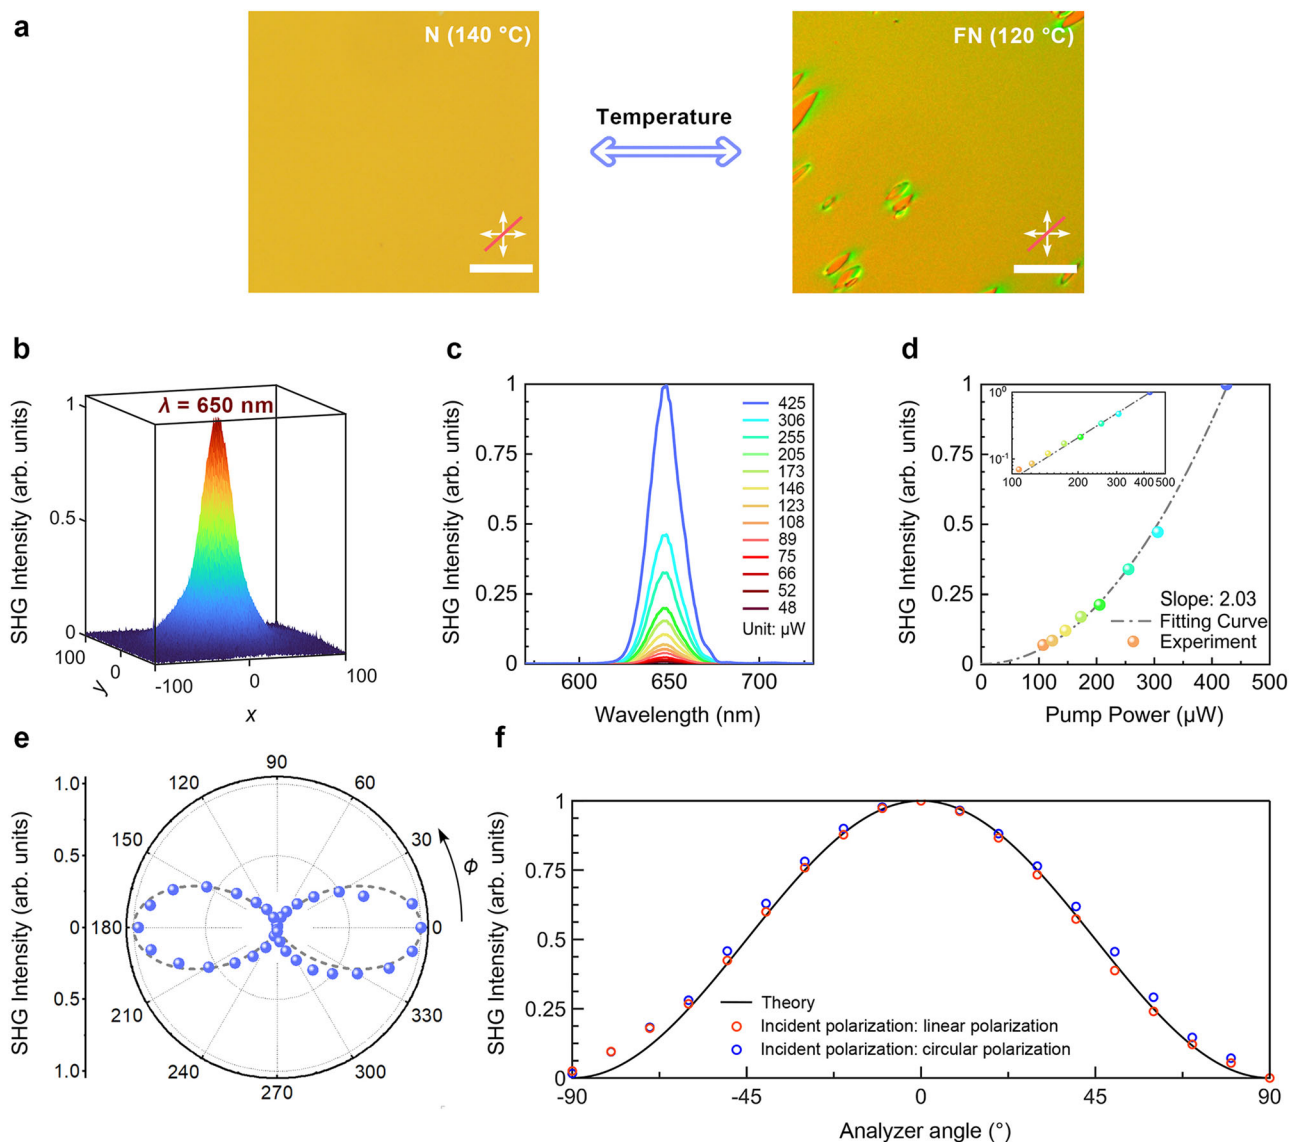 a
N (140 °C)
FN (120 °C)
Temperature
b
c
d
λ = 650 nm
SHG Intensity (arb. units)
1
0.5
0
100
0
-100
y
0
100
x
SHG Intensity (arb. units)
1
0.75
0.5
0.25
0
600
650
700
Wavelength (nm)
425
306
255
205
173
146
123
108
89
75
66
52
48
Unit: μW
SHG Intensity (arb. units)
1
0.75
0.5
0.25
0
0
100
200
300
400
500
Pump Power (μW)
10⁰
10⁻¹
100
200
300
400 500
Slope: 2.03
Fitting Curve
Experiment
e
f
SHG Intensity (arb. units)
1.0
0.5
0
0.5
1.0
90
120
60
150
30
ϕ
180
0
210
330
240
300
270
SHG Intensity (arb. units)
1
0.75
0.5
0.25
0
-90
-45
0
45
90
Analyzer angle (°)
Theory
Incident polarization: linear polarization
Incident polarization: circular polarization